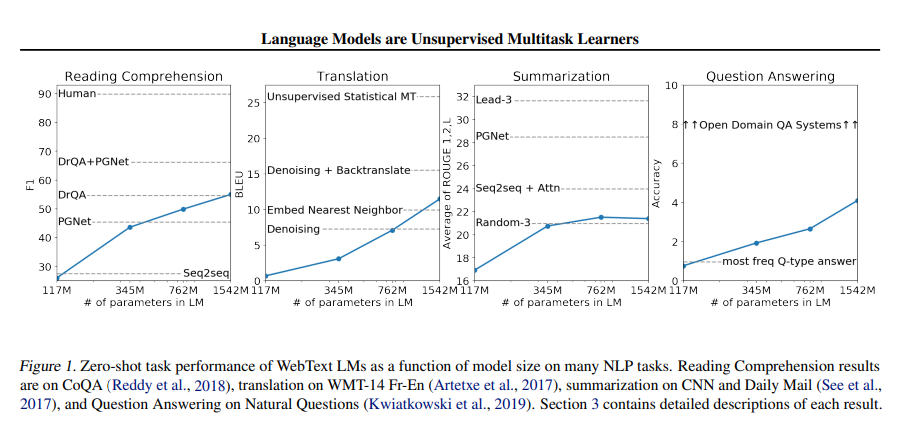 Language Models are Unsupervised Multitask Learners
Reading Comprehension
90
80
70
60
50
40
30
F1
Human
DrQA+PGNet
DrQA
PGNet
Seq2seq
117M 345M 762M 1542M
# of parameters in LM
Translation
25
20
15
10
5
0
BLEU
Unsupervised Statistical MT
Denoising + Backtranslate
Embed Nearest Neighbor
Denoising
117M 345M 762M 1542M
# of parameters in LM
Summarization
32
30
28
26
24
22
20
18
16
Average of ROUGE 1,2,L
Lead-3
PGNet
Seq2seq + Attn
Random-3
117M 345M 762M 1542M
# of parameters in LM
Question Answering
10
8
6
4
2
0
Accuracy
↑↑Open Domain QA Systems↑↑
most freq Q-type answer
117M 345M 762M 1542M
# of parameters in LM
Figure 1. Zero-shot task performance of WebText LMs as a function of model size on many NLP tasks. Reading Comprehension results
are on CoQA (Reddy et al., 2018), translation on WMT-14 Fr-En (Artetxe et al., 2017), summarization on CNN and Daily Mail (See et al.,
2017), and Question Answering on Natural Questions (Kwiatkowski et al., 2019). Section 3 contains detailed descriptions of each result.